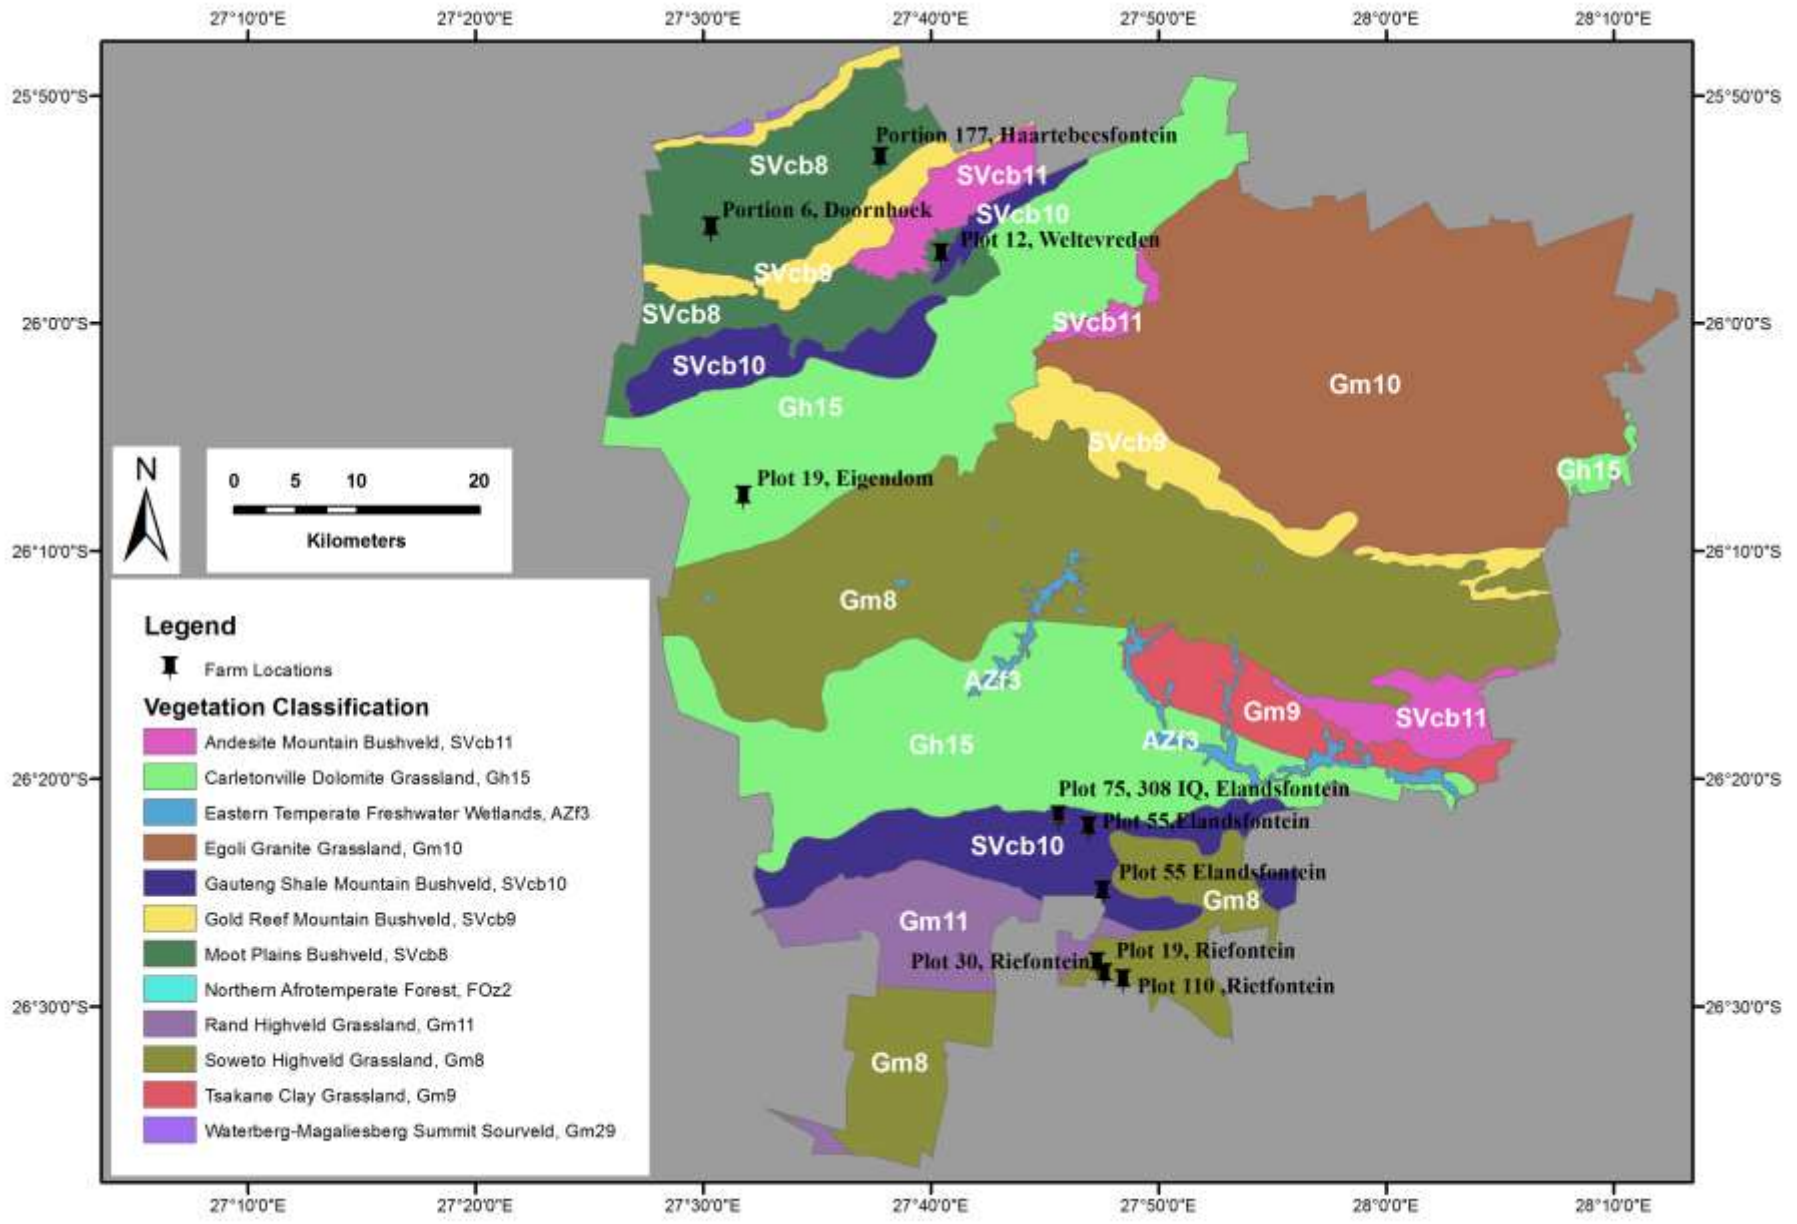 27°10'0"E 27°20'0"E 27°30'0"E 27°40'0"E 27°50'0"E 28°0'0"E 28°10'0"E
25°50'0"S 25°50'0"S
Portion 177, Haartebeesfontein
SVcb8
SVcb11
Portion 6, Doornhoek
SVcb10
Plot 12, Weltevreden
SVcb9
SVcb8
26°0'0"S 26°0'0"S
SVcb11
SVcb10
Gm10
Gh15
SVcb9
Gh15
Plot 19, Eigendom
N
0 5 10 20
Kilometers
26°10'0"S 26°10'0"S
Gm8
AZf3
Gm9
SVcb11
Gh15
AZf3
26°20'0"S 26°20'0"S
Plot 75, 308 IQ, Elandsfontein
Plot 55,Elandsfontein
SVcb10
Plot 55 Elandsfontein
Gm8
Gm11
Plot 19, Riefontein
Plot 30, Riefontein
Plot 110 ,Rietfontein
26°30'0"S 26°30'0"S
Gm8
Legend
Farm Locations
Vegetation Classification
Andesite Mountain Bushveld, SVcb11
Carletonville Dolomite Grassland, Gh15
Eastern Temperate Freshwater Wetlands, AZf3
Egoli Granite Grassland, Gm10
Gauteng Shale Mountain Bushveld, SVcb10
Gold Reef Mountain Bushveld, SVcb9
Moot Plains Bushveld, SVcb8
Northern Afrotemperate Forest, FOz2
Rand Highveld Grassland, Gm11
Soweto Highveld Grassland, Gm8
Tsakane Clay Grassland, Gm9
Waterberg-Magaliesberg Summit Sourveld, Gm29
27°10'0"E 27°20'0"E 27°30'0"E 27°40'0"E 27°50'0"E 28°0'0"E 28°10'0"E